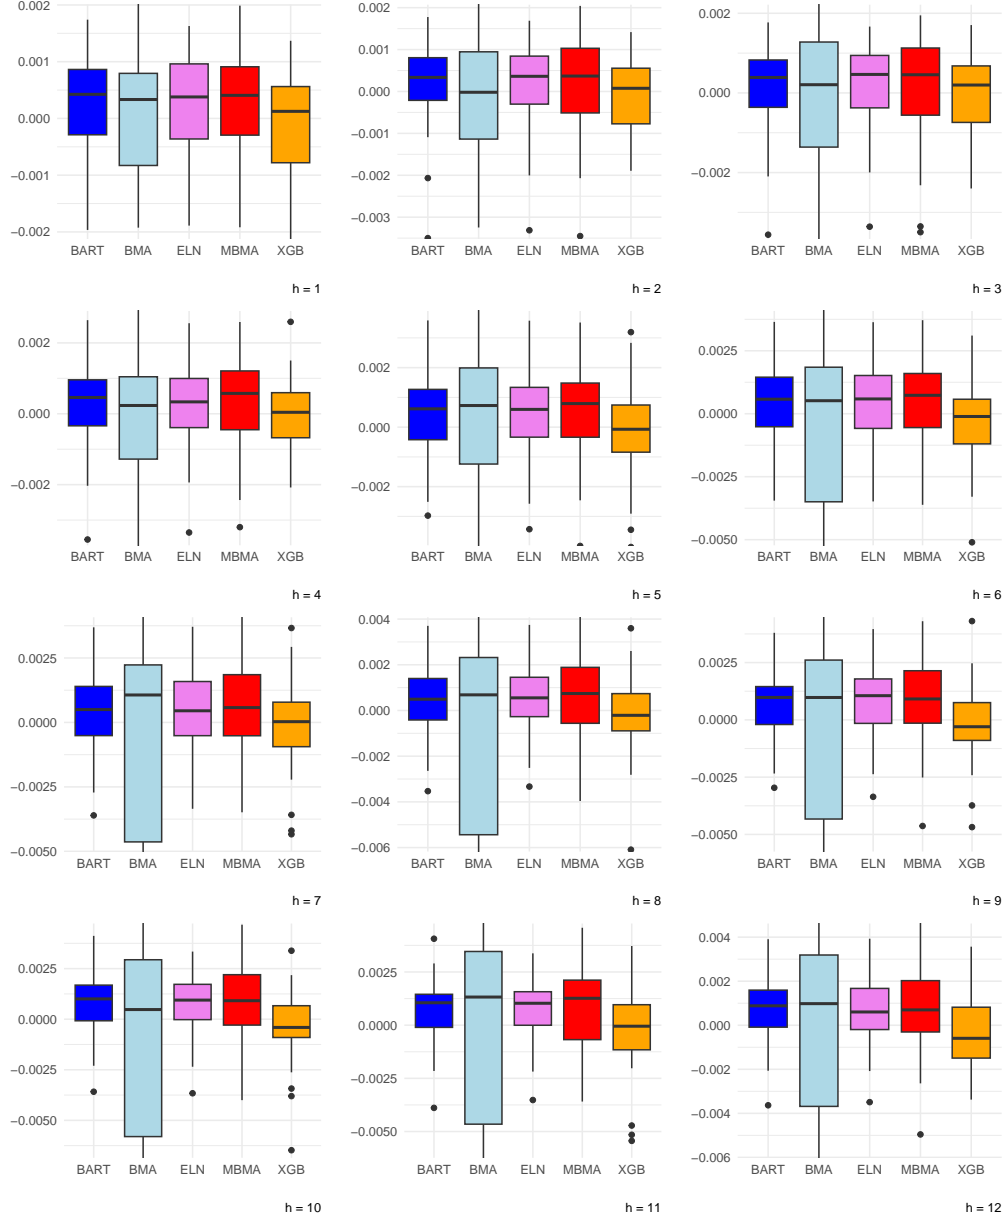 0.002
0.001
0.000
−0.001
−0.002
BART BMA ELN MBMA XGB
h = 1
0.002
0.001
0.000
−0.001
−0.002
−0.003
BART BMA ELN MBMA XGB
h = 2
0.002
0.000
−0.002
BART BMA ELN MBMA XGB
h = 3
0.002
0.000
−0.002
BART BMA ELN MBMA XGB
h = 4
0.002
0.000
−0.002
BART BMA ELN MBMA XGB
h = 5
0.0025
0.0000
−0.0025
−0.0050
BART BMA ELN MBMA XGB
h = 6
0.0025
0.0000
−0.0025
−0.0050
BART BMA ELN MBMA XGB
h = 7
0.004
0.002
0.000
−0.002
−0.004
−0.006
BART BMA ELN MBMA XGB
h = 8
0.0025
0.0000
−0.0025
−0.0050
BART BMA ELN MBMA XGB
h = 9
0.0025
0.0000
−0.0025
−0.0050
BART BMA ELN MBMA XGB
h = 10
0.0025
0.0000
−0.0025
−0.0050
BART BMA ELN MBMA XGB
h = 11
0.004
0.002
0.000
−0.002
−0.004
−0.006
BART BMA ELN MBMA XGB
h = 12